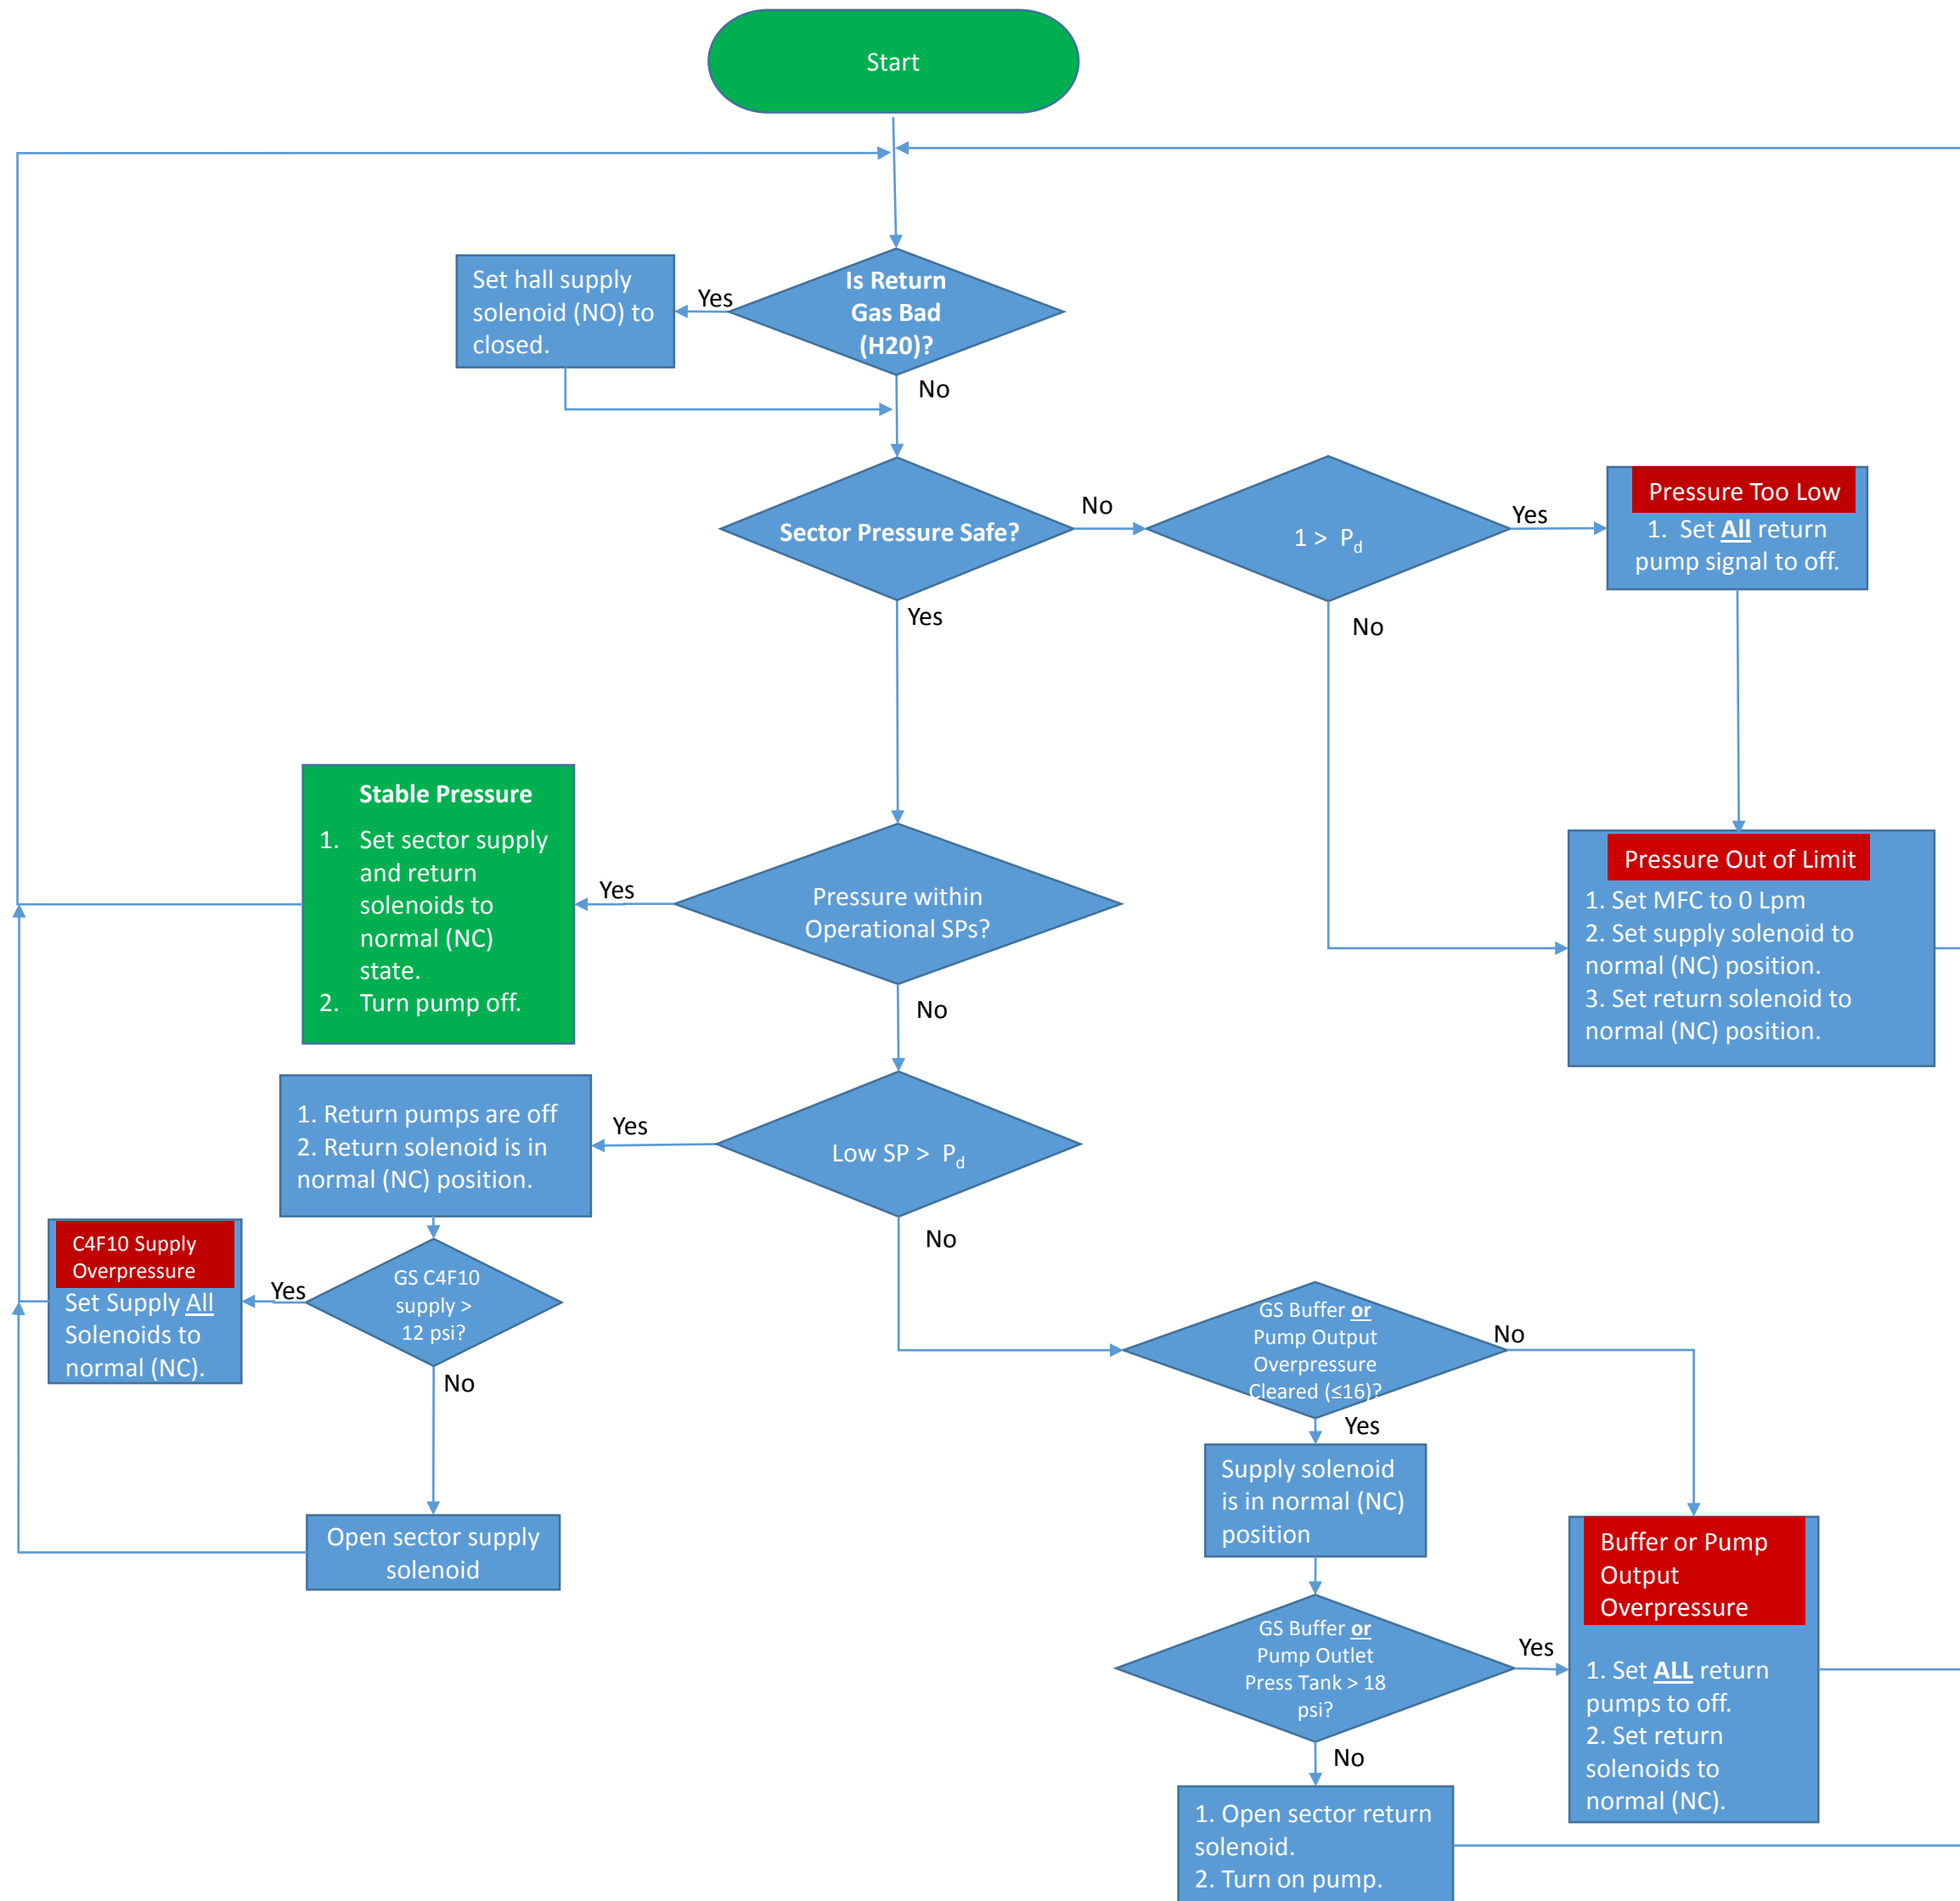 Start
Is Return
Gas Bad
(H20)?
Yes
Set hall supply
solenoid (NO) to
closed.
No
Sector Pressure Safe?
No
1 > Pd
Yes
Pressure Too Low
1. Set All return
pump signal to off.
No
Yes
Pressure Out of Limit
1. Set MFC to 0 Lpm
2. Set supply solenoid to
normal (NC) position.
3. Set return solenoid to
normal (NC) position.
Pressure within
Operational SPs?
Yes
Stable Pressure
1. Set sector supply
and return
solenoids to
normal (NC)
state.
2. Turn pump off.
No
Low SP > Pd
Yes
1. Return pumps are off
2. Return solenoid is in
normal (NC) position.
GS C4F10
supply >
12 psi?
Yes
C4F10 Supply
Overpressure
Set Supply All
Solenoids to
normal (NC).
No
Open sector supply
solenoid
No
GS Buffer or
Pump Output
Overpressure
Cleared (≤16)?
No
Yes
Supply solenoid
is in normal (NC)
position
GS Buffer or
Pump Outlet
Press Tank > 18
psi?
Yes
Buffer or Pump
Output
Overpressure
1. Set ALL return
pumps to off.
2. Set return
solenoids to
normal (NC).
No
1. Open sector return
solenoid.
2. Turn on pump.